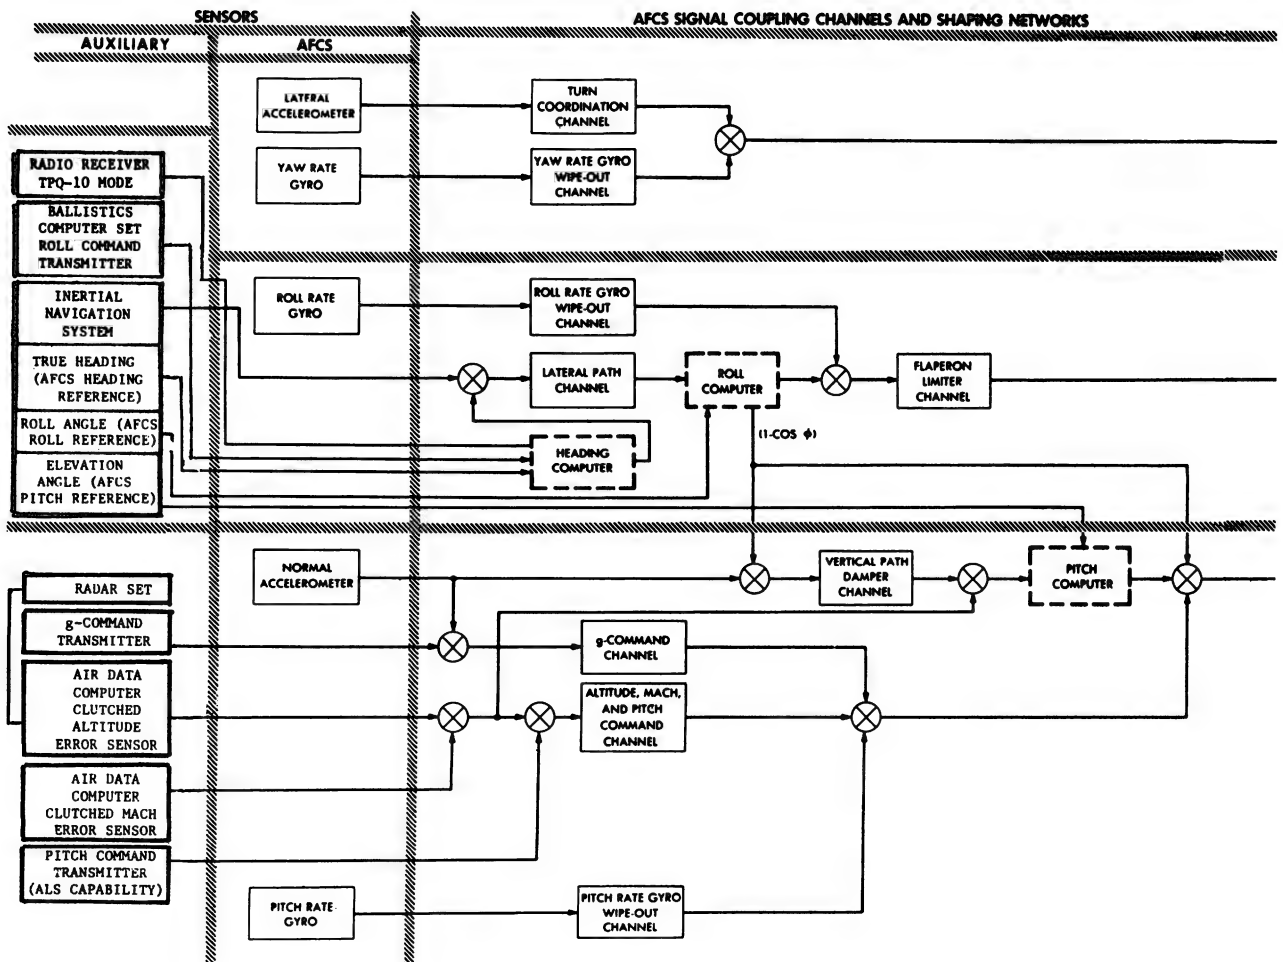 SENSORS
AFCS SIGNAL COUPLING CHANNELS AND SHAPING NETWORKS
AUXILIARY
AFCS
LATERAL
ACCELEROMETER
TURN
COORDINATION
CHANNEL
YAW RATE
GYRO
YAW RATE GYRO
WIPE-OUT
CHANNEL
RADIO RECEIVER
TPQ-10 MODE
BALLISTICS
COMPUTER SET
ROLL COMMAND
TRANSMITTER
INERTIAL
NAVIGATION
SYSTEM
TRUE HEADING
(AFCS HEADING
REFERENCE)
ROLL ANGLE (AFCS
ROLL REFERENCE)
ELEVATION
ANGLE (AFCS
PITCH REFERENCE)
ROLL RATE
GYRO
ROLL RATE GYRO
WIPE-OUT
CHANNEL
LATERAL PATH
CHANNEL
ROLL
COMPUTER
FLAPERON
LIMITER
CHANNEL
HEADING
COMPUTER
(1-COS ϕ)
NORMAL
ACCELEROMETER
VERTICAL PATH
DAMPER
CHANNEL
PITCH
COMPUTER
RADAR SET
g-COMMAND
TRANSMITTER
g-COMMAND
CHANNEL
AIR DATA
COMPUTER
CLUTCHED
ALTITUDE
ERROR SENSOR
ALTITUDE, MACH,
AND PITCH
COMMAND
CHANNEL
AIR DATA
COMPUTER
CLUTCHED MACH
ERROR SENSOR
PITCH COMMAND
TRANSMITTER
(ALS CAPABILITY)
PITCH RATE
GYRO
PITCH RATE GYRO
WIPE-OUT
CHANNEL